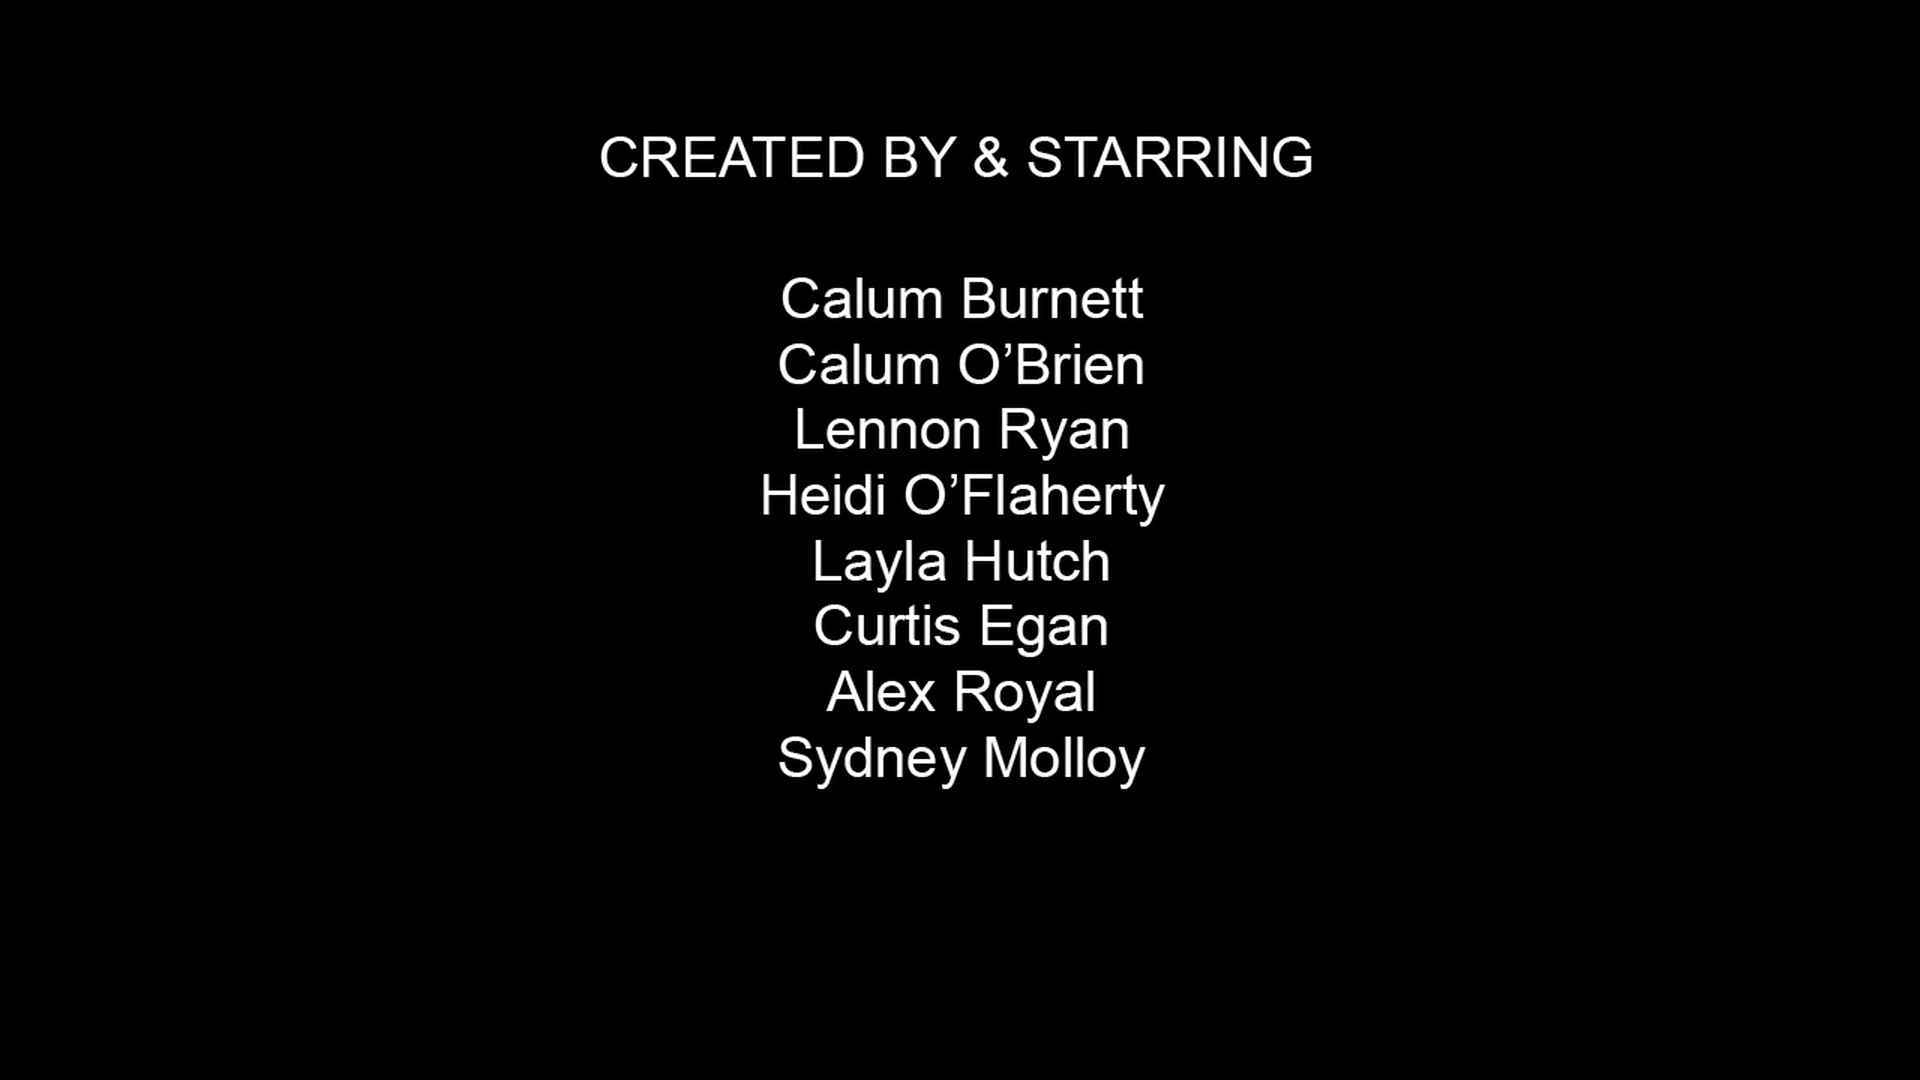 CREATED BY & STARRING
Calum Burnett
Calum O’Brien
Lennon Ryan
Heidi O’Flaherty
Layla Hutch
Curtis Egan
Alex Royal
Sydney Molloy